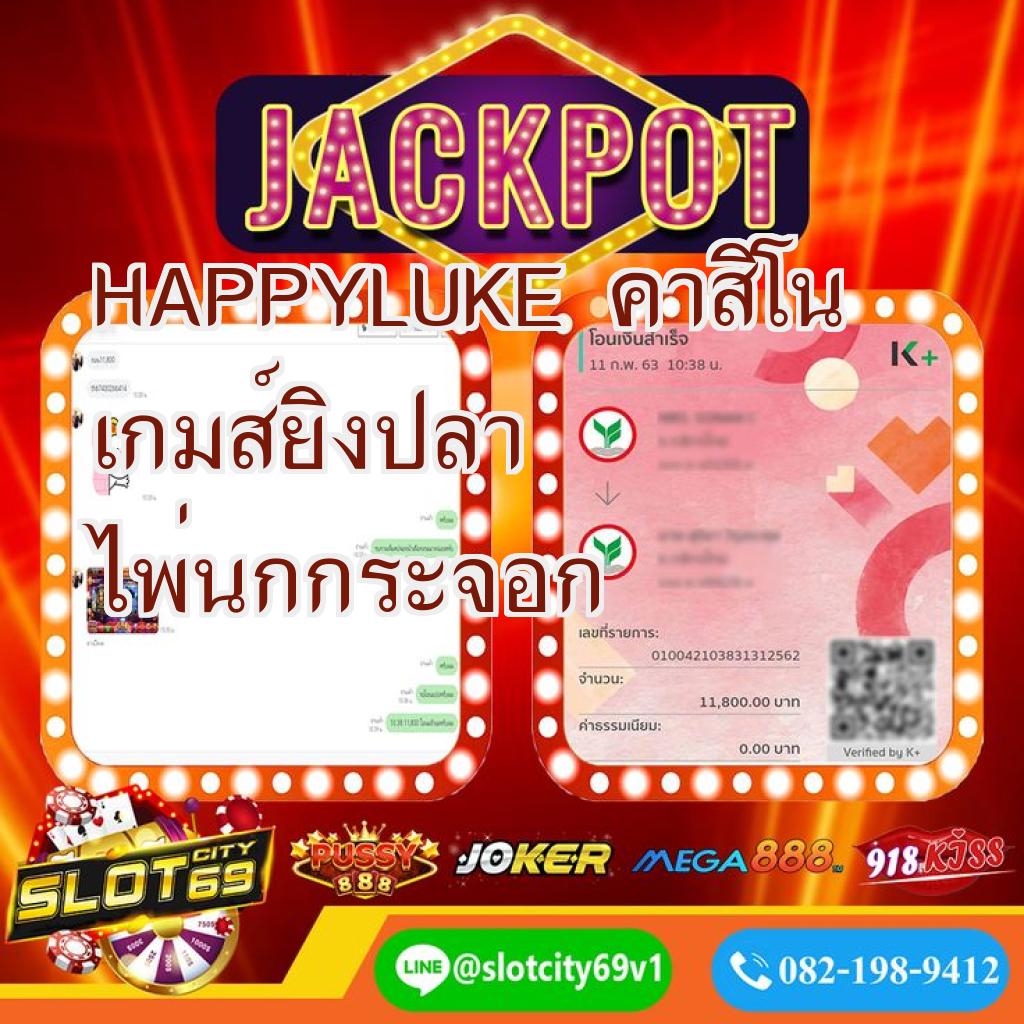 JACKPOT
HAPPYLUKE คาสิโน
เกมส์ยิงปลา
ไพ่นกกระจอก
โอนเงินสำเร็จ
11 ก.พ. 63 10:38 น.
K+
เลขที่รายการ:
010042103831312562
จำนวน:
11,800.00 บาท
ค่าธรรมเนียม:
0.00 บาท
Verified by K+
SLOT CITY 69
PUSSY 888
JOKER
MEGA888
918KISS
LINE @slotcity69v1
082-198-9412